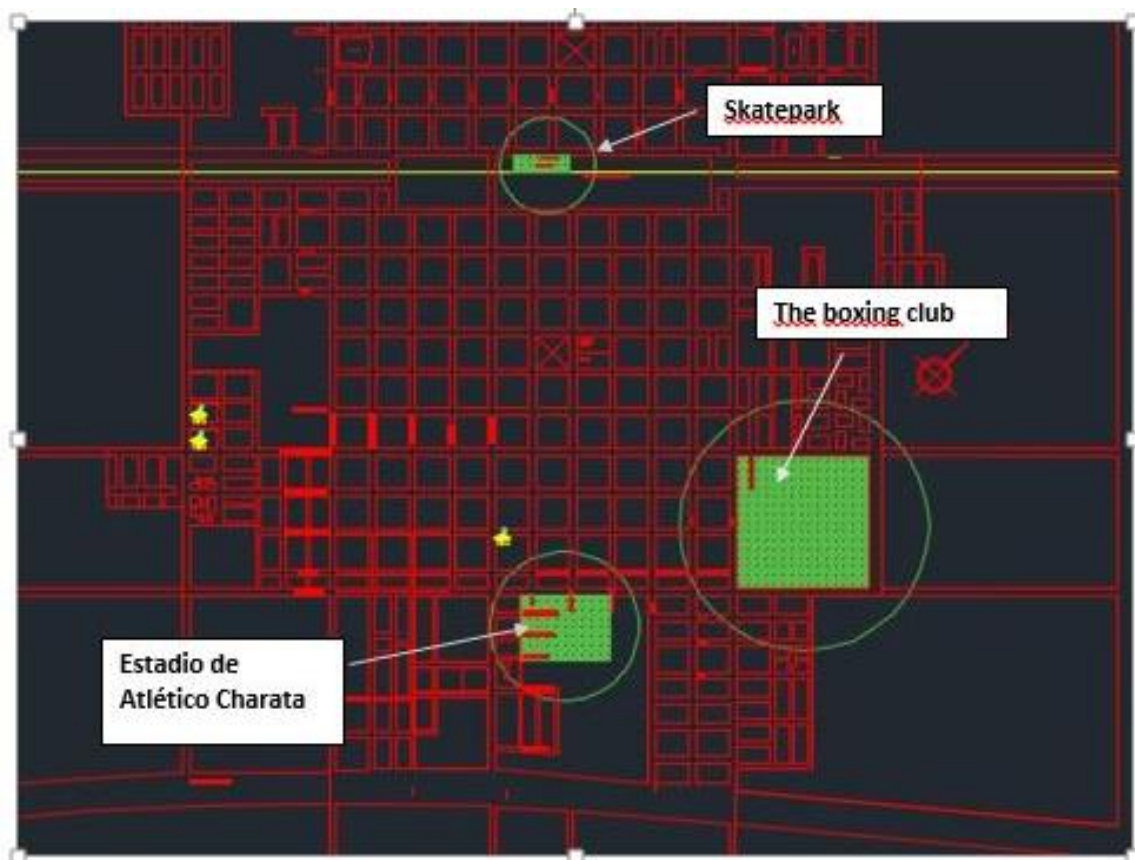 Skatepark
The boxing club
Estadio de
Atlético Charata